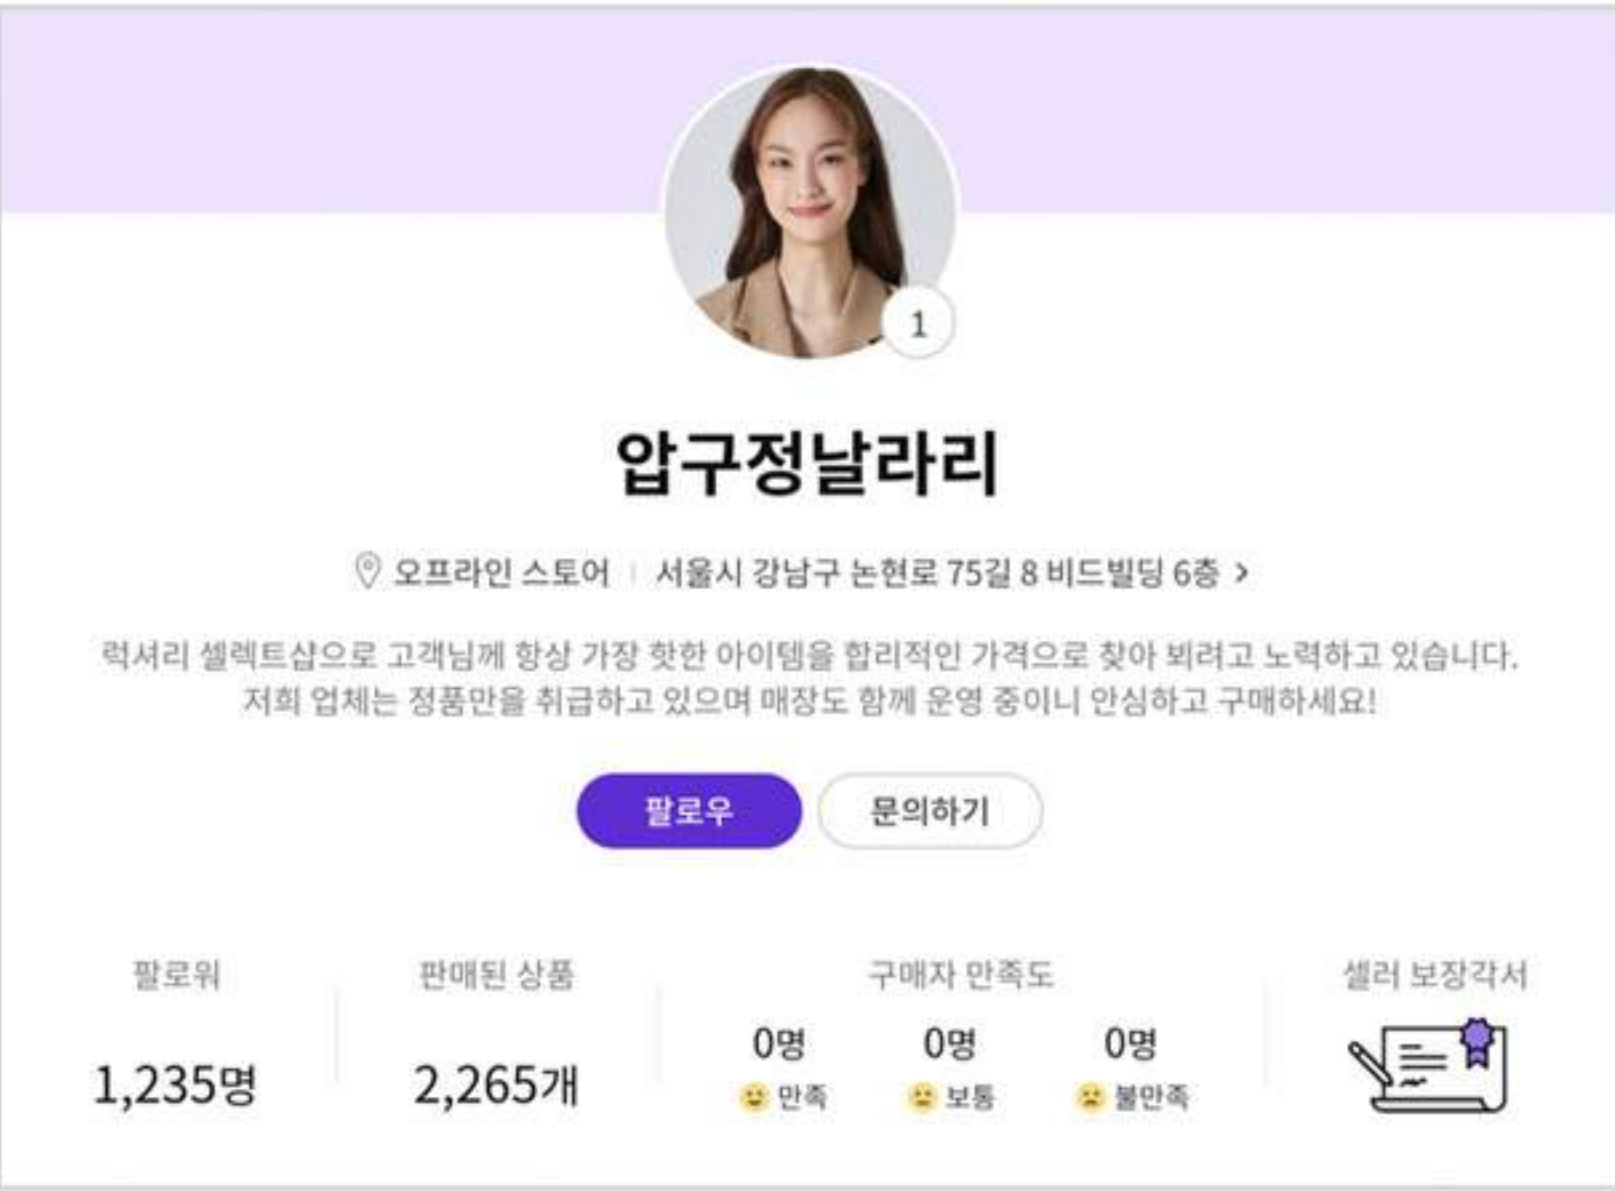 1
압구정날라리
오프라인 스토어 | 서울시 강남구 논현로 75길 8 비드빌딩 6층 >
럭셔리 셀렉트샵으로 고객님께 항상 가장 핫한 아이템을 합리적인 가격으로 찾아 뵈려고 노력하고 있습니다.
저희 업체는 정품만을 취급하고 있으며 매장도 함께 운영 중이니 안심하고 구매하세요!
팔로우 문의하기
팔로워 판매된 상품 구매자 만족도 셀러 보장각서
0명 0명 0명
1,235명 2,265개
만족 보통 불만족